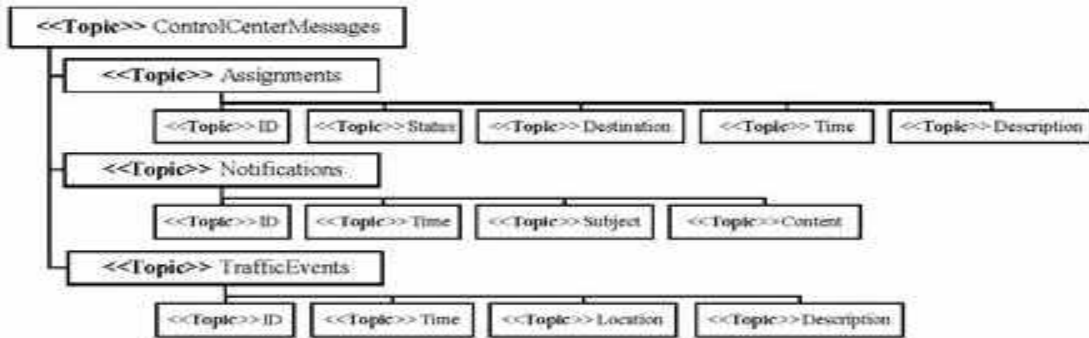 <<Topic>> ControlCenterMessages
<<Topic>> Assignments
<<Topic>> ID <<Topic>> Status <<Topic>> Destination <<Topic>> Time <<Topic>> Description
<<Topic>> Notifications
<<Topic>> ID <<Topic>> Time <<Topic>> Subject <<Topic>> Content
<<Topic>> TrafficEvents
<<Topic>> ID <<Topic>> Time <<Topic>> Location <<Topic>> Description